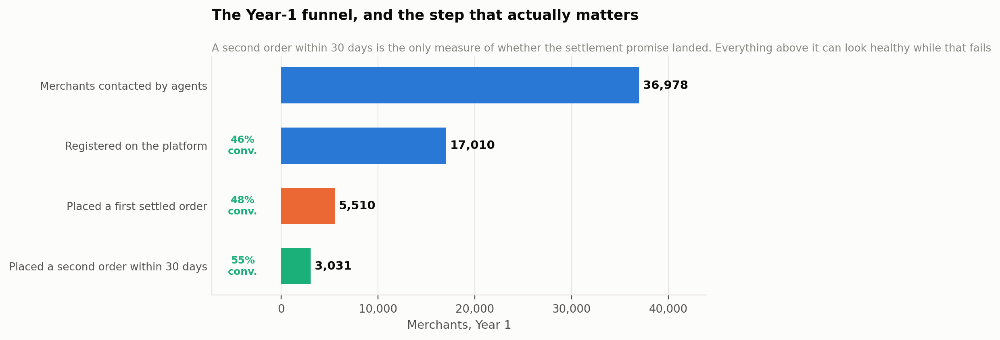 The Year-1 funnel, and the step that actually matters
A second order within 30 days is the only measure of whether the settlement promise landed. Everything above it can look healthy while that fails
Merchants contacted by agents
36,978
Registered on the platform
46%
conv.
17,010
Placed a first settled order
48%
conv.
5,510
Placed a second order within 30 days
55%
conv.
3,031
0
10,000
20,000
30,000
40,000
Merchants, Year 1